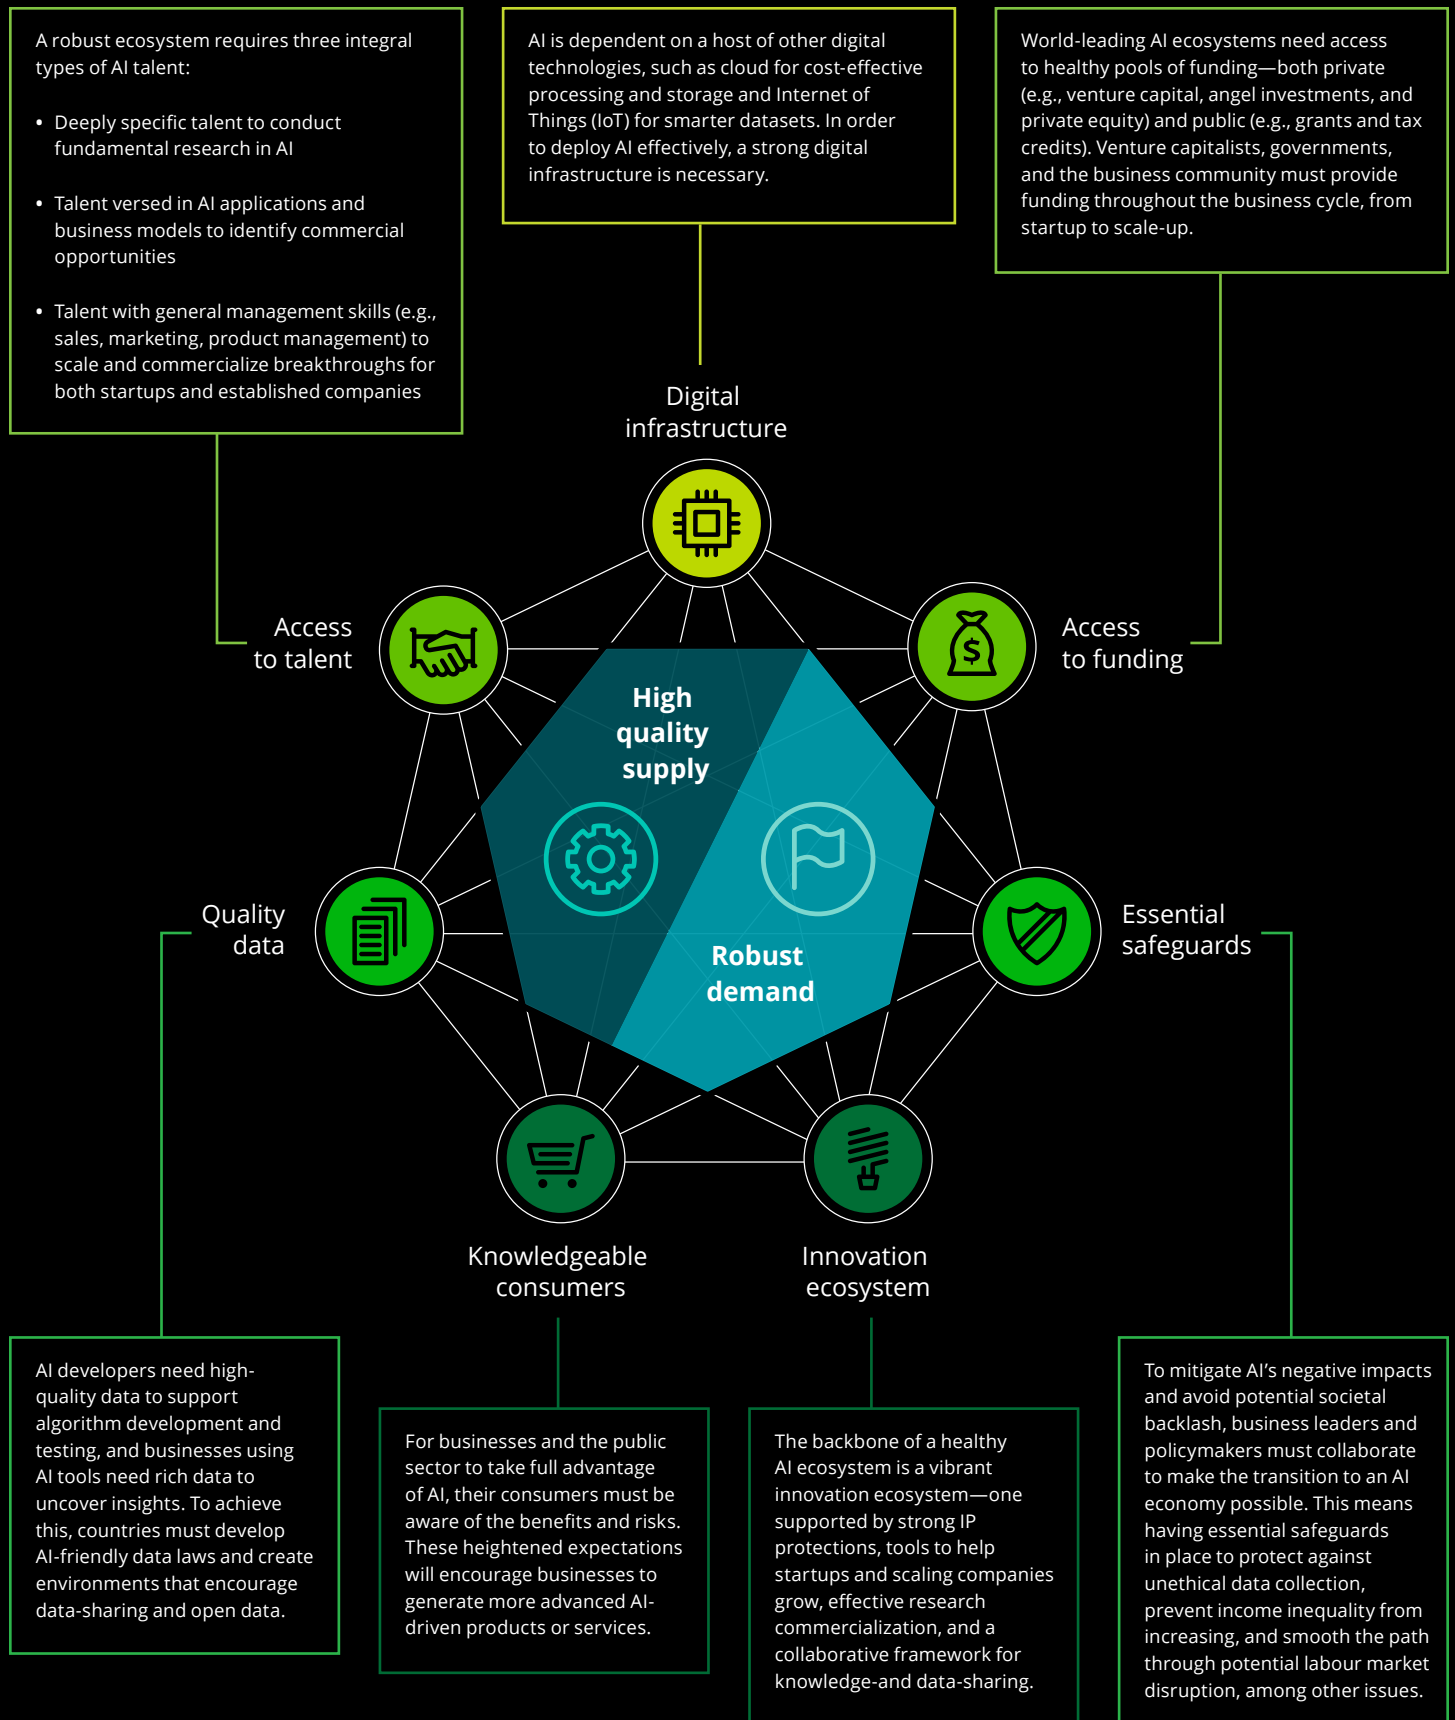 A robust ecosystem requires three integral
types of AI talent:
• Deeply specific talent to conduct
fundamental research in AI
• Talent versed in AI applications and
business models to identify commercial
opportunities
• Talent with general management skills (e.g.,
sales, marketing, product management) to
scale and commercialize breakthroughs for
both startups and established companies
AI is dependent on a host of other digital
technologies, such as cloud for cost-effective
processing and storage and Internet of
Things (IoT) for smarter datasets. In order
to deploy AI effectively, a strong digital
infrastructure is necessary.
World-leading AI ecosystems need access
to healthy pools of funding—both private
(e.g., venture capital, angel investments, and
private equity) and public (e.g., grants and tax
credits). Venture capitalists, governments,
and the business community must provide
funding throughout the business cycle, from
startup to scale-up.
Digital
infrastructure
Access
to talent
$
Access
to funding
High
quality
supply
Quality
data
Robust
demand
Essential
safeguards
Knowledgeable
consumers
Innovation
ecosystem
AI developers need high-
quality data to support
algorithm development and
testing, and businesses using
AI tools need rich data to
uncover insights. To achieve
this, countries must develop
AI-friendly data laws and create
environments that encourage
data-sharing and open data.
For businesses and the public
sector to take full advantage
of AI, their consumers must be
aware of the benefits and risks.
These heightened expectations
will encourage businesses to
generate more advanced AI-
driven products or services.
The backbone of a healthy
AI ecosystem is a vibrant
innovation ecosystem—one
supported by strong IP
protections, tools to help
startups and scaling companies
grow, effective research
commercialization, and a
collaborative framework for
knowledge-and data-sharing.
To mitigate AI’s negative impacts
and avoid potential societal
backlash, business leaders and
policymakers must collaborate
to make the transition to an AI
economy possible. This means
having essential safeguards
in place to protect against
unethical data collection,
prevent income inequality from
increasing, and smooth the path
through potential labour market
disruption, among other issues.